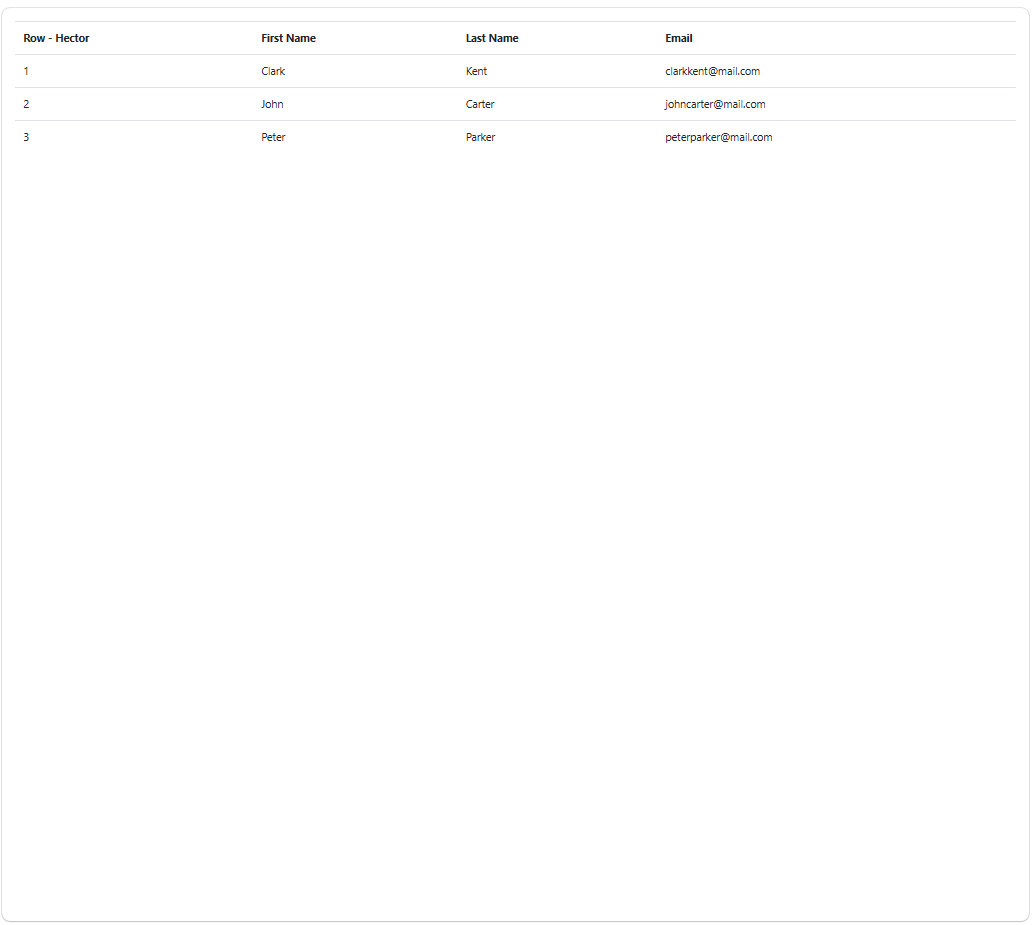 Row - Hector First Name Last Name Email
1 Clark Kent clarkkent@mail.com
2 John Carter johncarter@mail.com
3 Peter Parker peterparker@mail.com